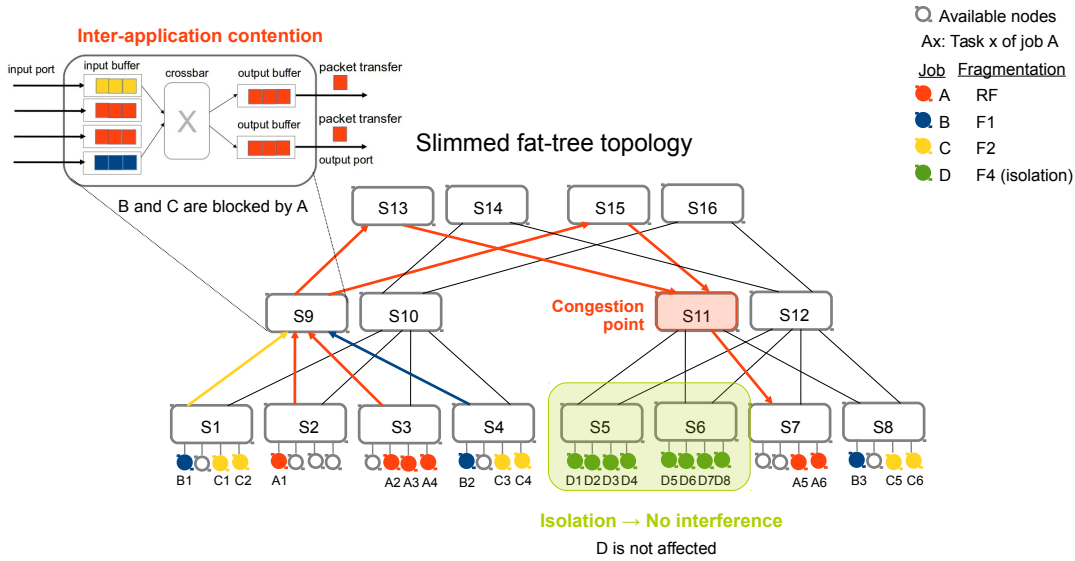 Inter-application contention
input port
input buffer
crossbar
output buffer
packet transfer
X
output buffer
packet transfer
output port
B and C are blocked by A
Available nodes
Ax: Task x of job A
Job Fragmentation
A RF
B F1
C F2
D F4 (isolation)
Slimmed fat-tree topology
S13 S14 S15 S16
Congestion
point
S9 S10 S11 S12
S1 S2 S3 S4 S5 S6 S7 S8
B1 C1 C2 A1 A2 A3 A4 B2 C3 C4 D1 D2 D3 D4 D5 D6 D7 D8 A5 A6 B3 C5 C6
Isolation → No interference
D is not affected